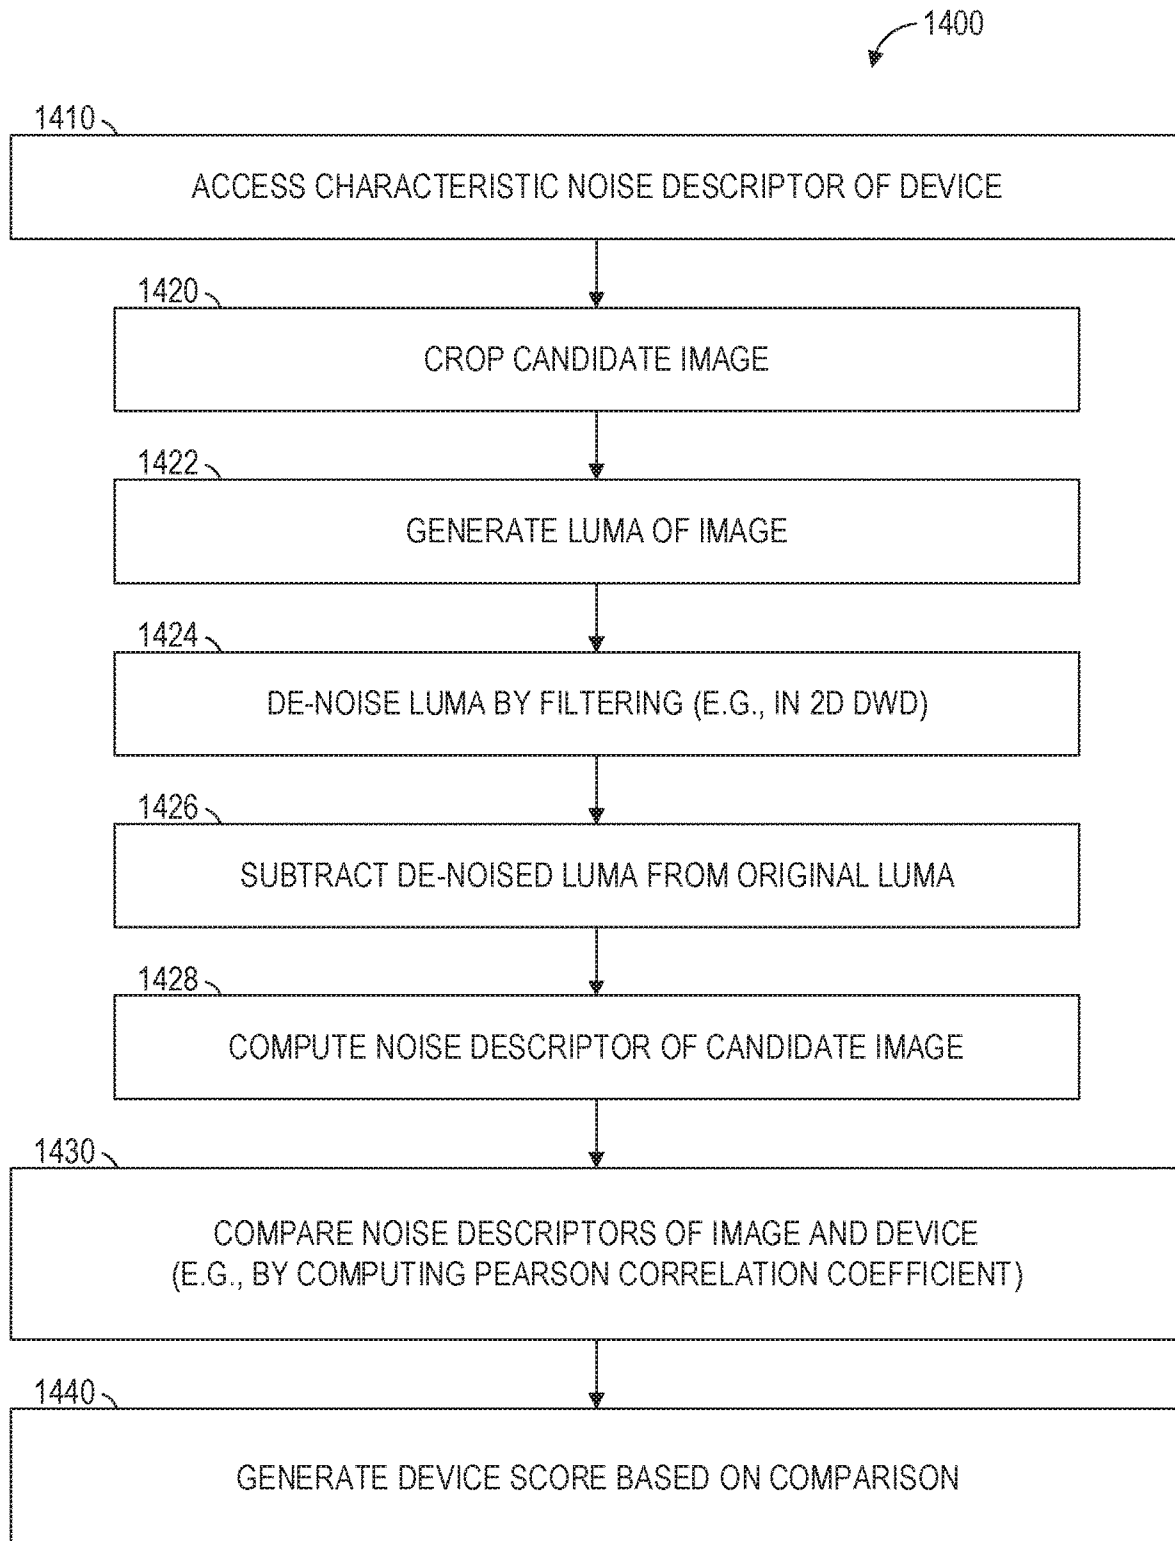 1400
1410
ACCESS CHARACTERISTIC NOISE DESCRIPTOR OF DEVICE
1420
CROP CANDIDATE IMAGE
1422
GENERATE LUMA OF IMAGE
1424
DE-NOISE LUMA BY FILTERING (E.G., IN 2D DWD)
1426
SUBTRACT DE-NOISED LUMA FROM ORIGINAL LUMA
1428
COMPUTE NOISE DESCRIPTOR OF CANDIDATE IMAGE
1430
COMPARE NOISE DESCRIPTORS OF IMAGE AND DEVICE
(E.G., BY COMPUTING PEARSON CORRELATION COEFFICIENT)
1440
GENERATE DEVICE SCORE BASED ON COMPARISON